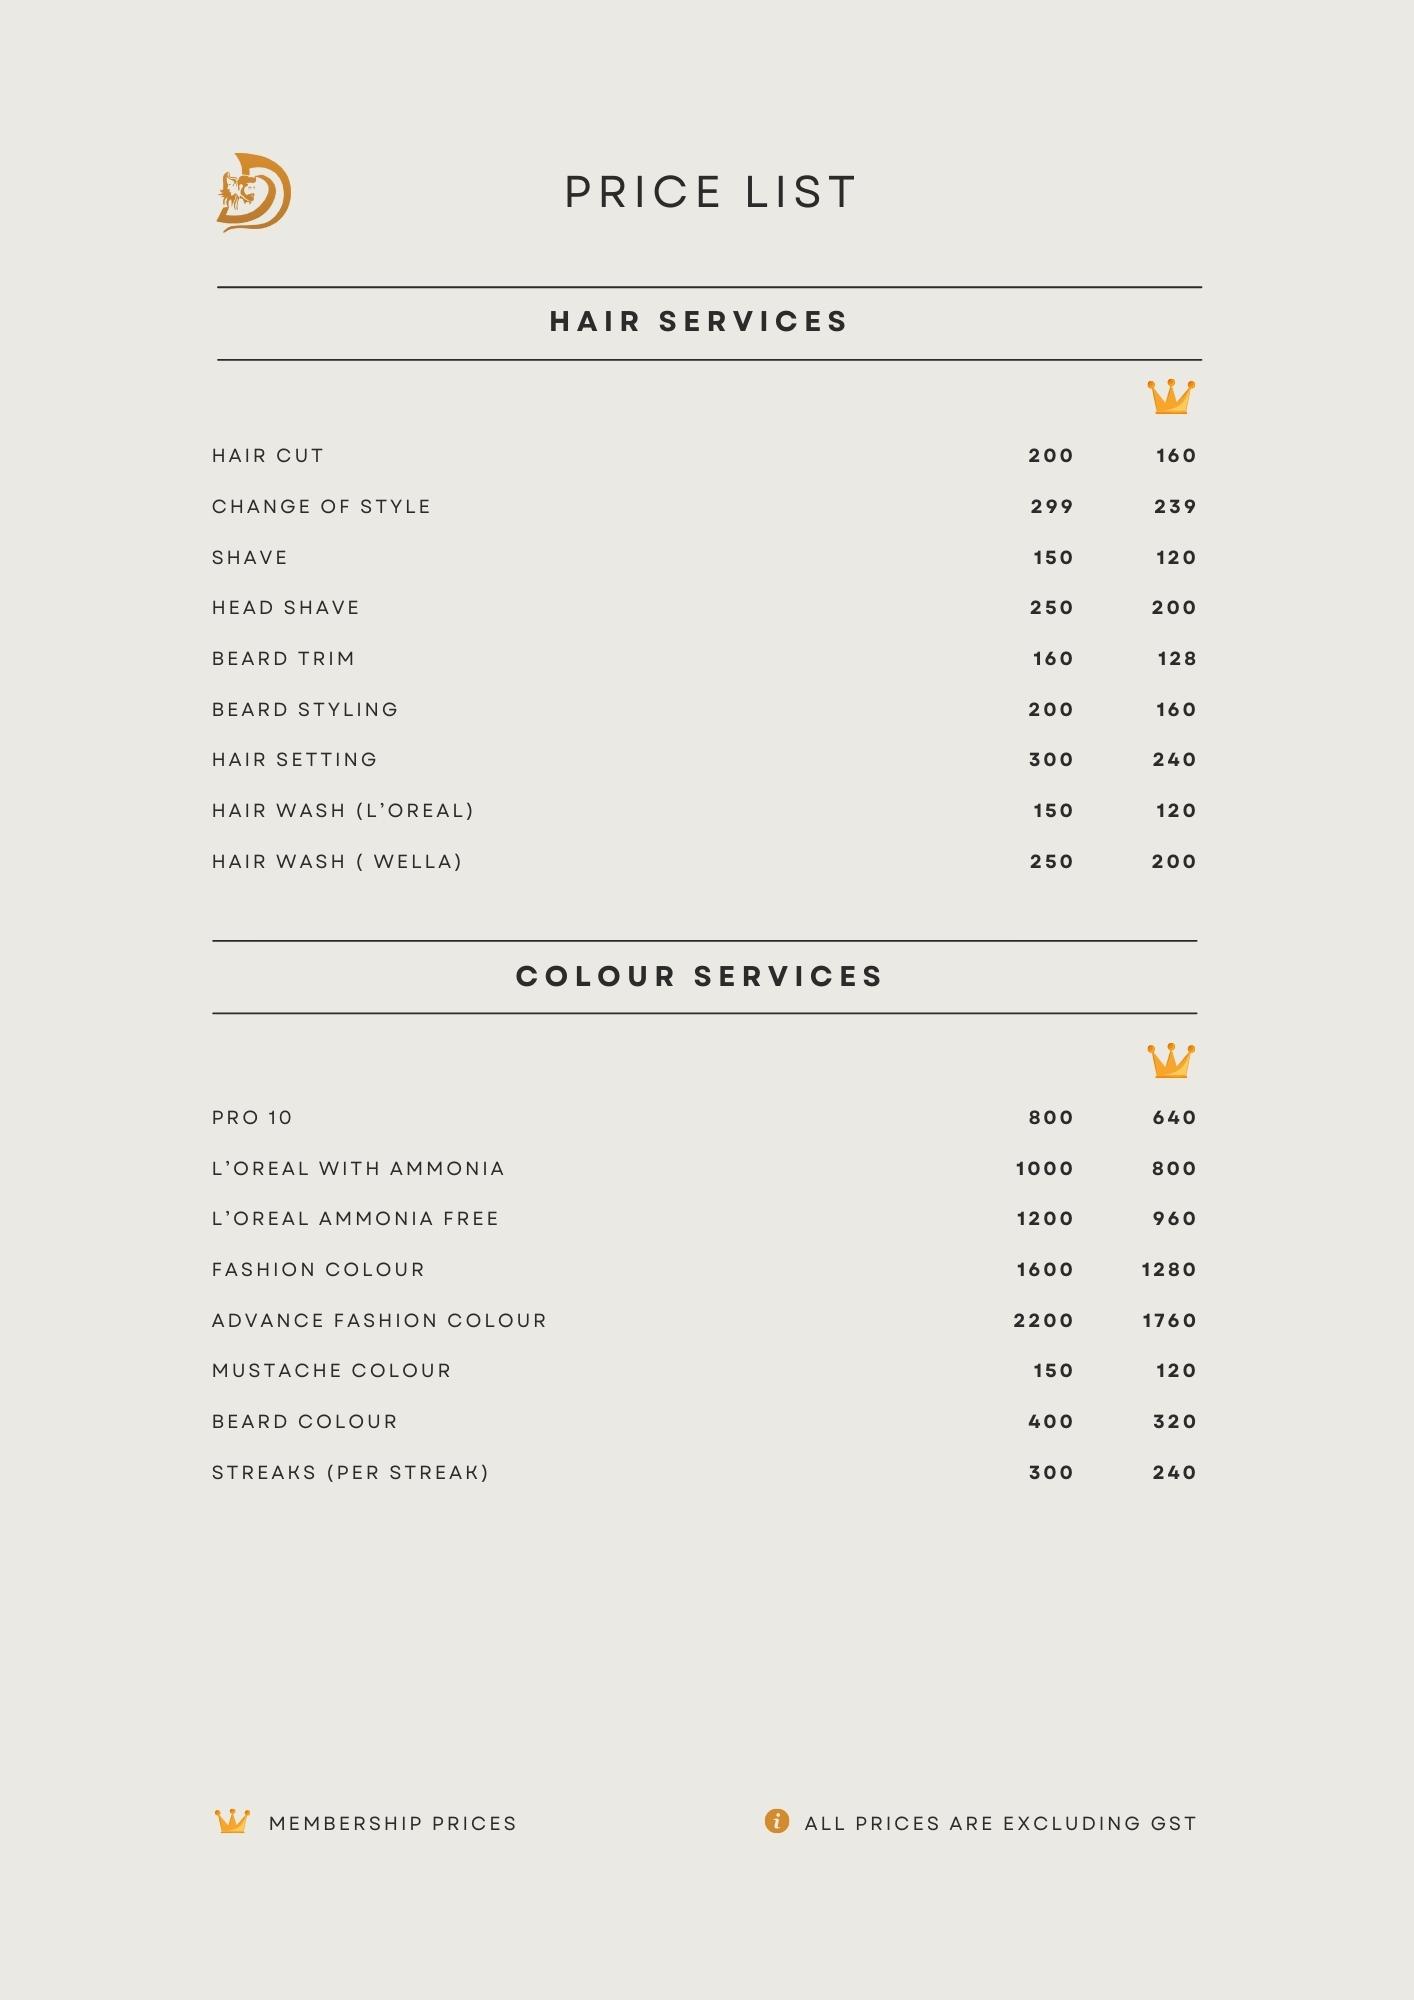 PRICE LIST
HAIR SERVICES
HAIR CUT 200 160
CHANGE OF STYLE 299 239
SHAVE 150 120
HEAD SHAVE 250 200
BEARD TRIM 160 128
BEARD STYLING 200 160
HAIR SETTING 300 240
HAIR WASH (L’OREAL) 150 120
HAIR WASH ( WELLA) 250 200
COLOUR SERVICES
PRO 10 800 640
L’OREAL WITH AMMONIA 1000 800
L’OREAL AMMONIA FREE 1200 960
FASHION COLOUR 1600 1280
ADVANCE FASHION COLOUR 2200 1760
MUSTACHE COLOUR 150 120
BEARD COLOUR 400 320
STREAKS (PER STREAK) 300 240
MEMBERSHIP PRICES
ALL PRICES ARE EXCLUDING GST